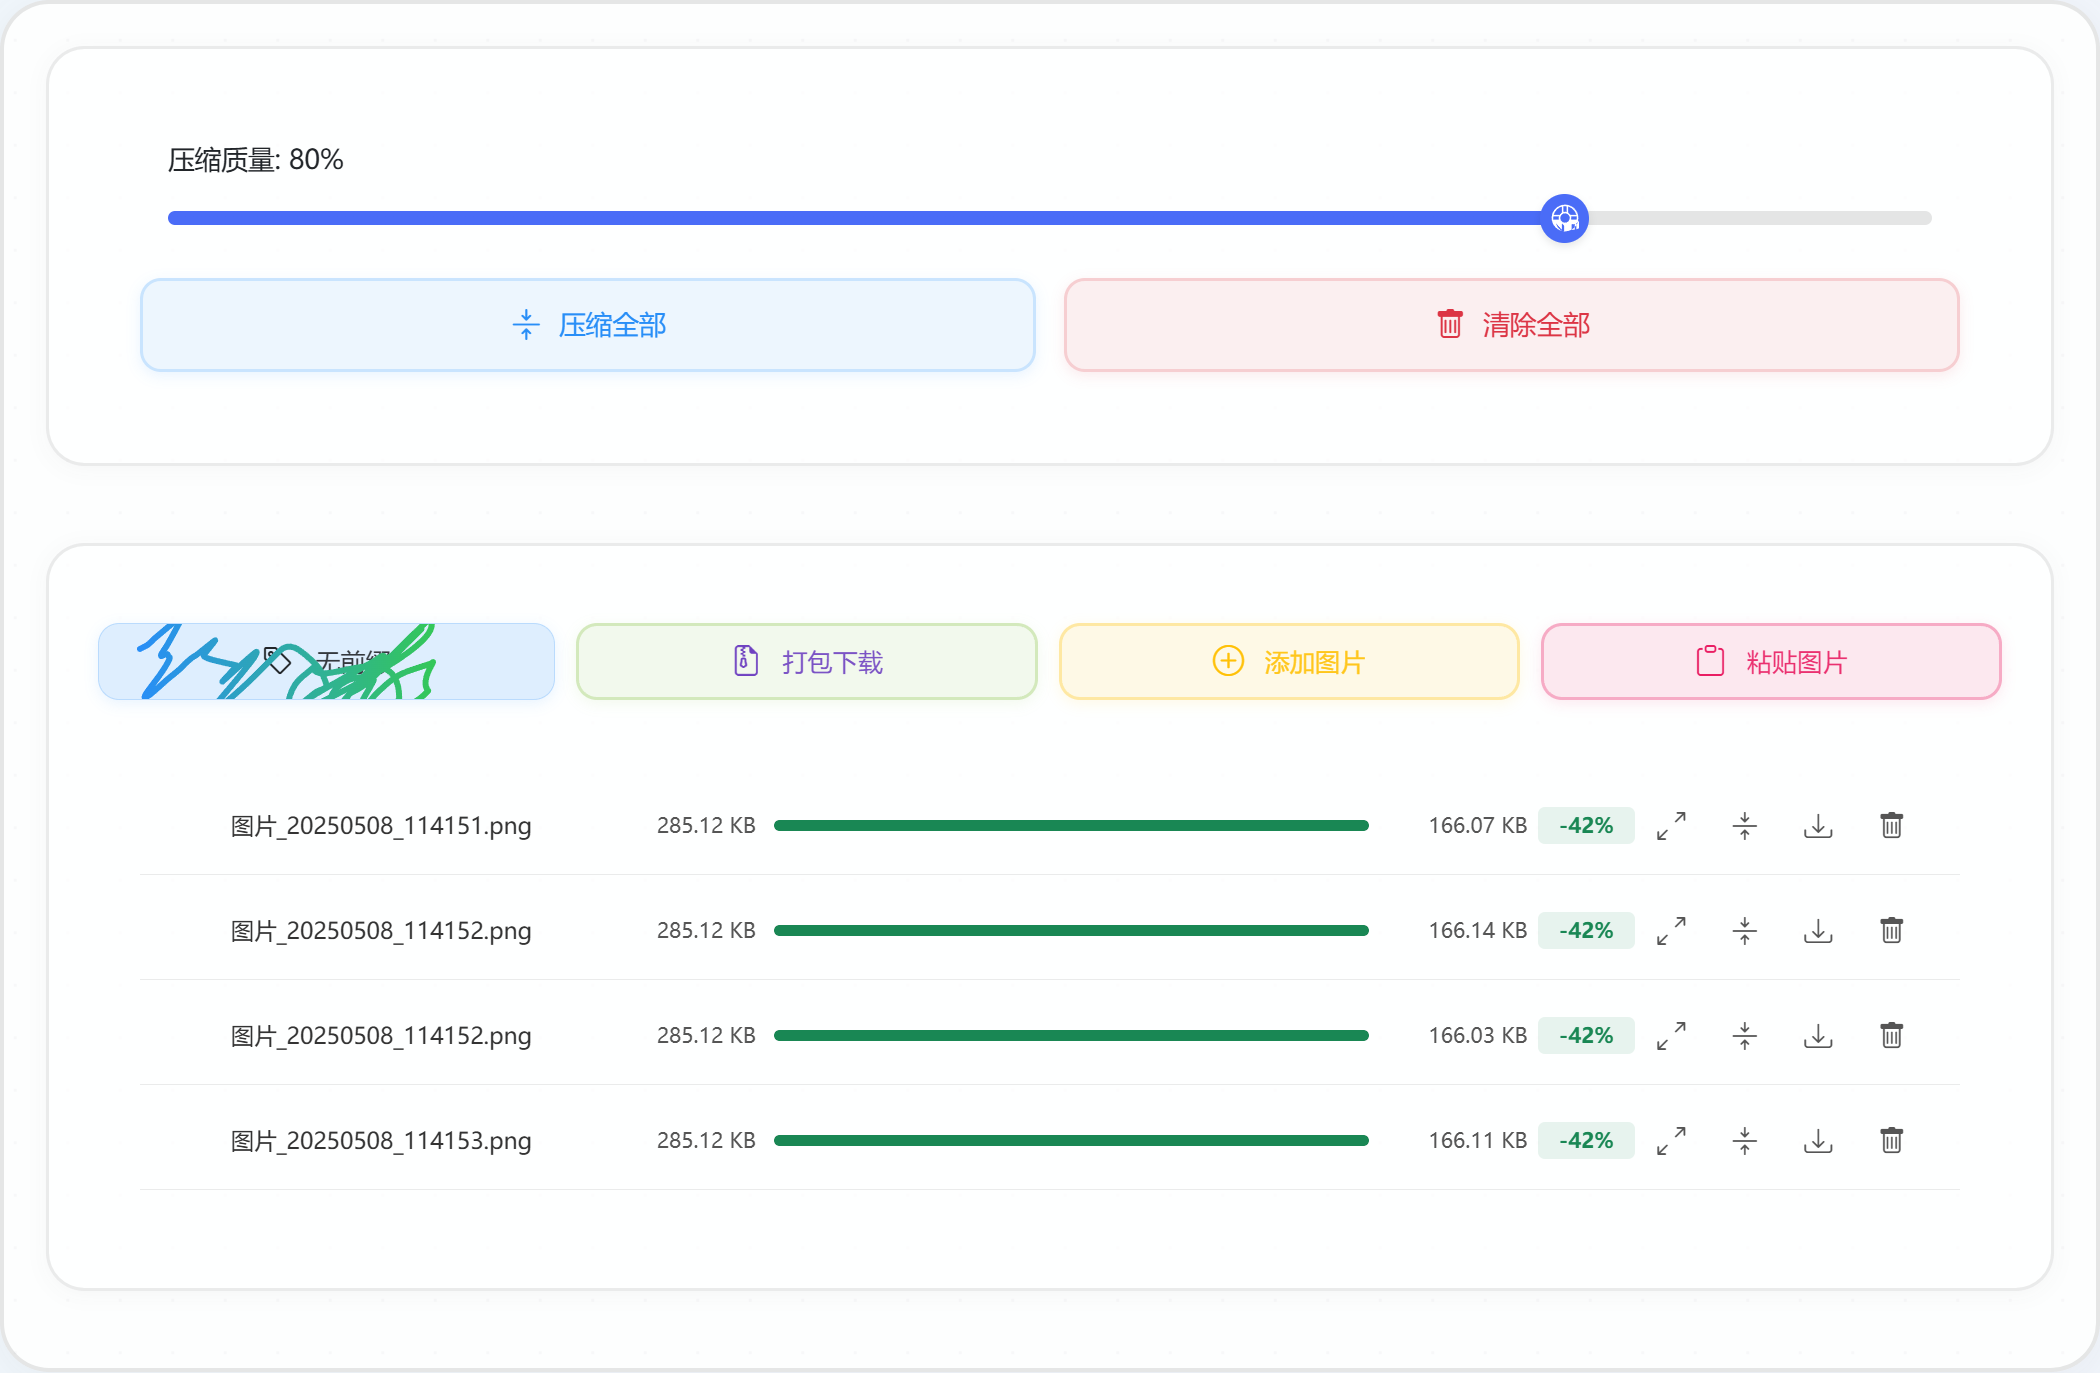 压缩质量: 80%
压缩全部
清除全部
无前缀
打包下载
添加图片
粘贴图片
图片_20250508_114151.png 285.12 KB 166.07 KB -42%
图片_20250508_114152.png 285.12 KB 166.14 KB -42%
图片_20250508_114152.png 285.12 KB 166.03 KB -42%
图片_20250508_114153.png 285.12 KB 166.11 KB -42%